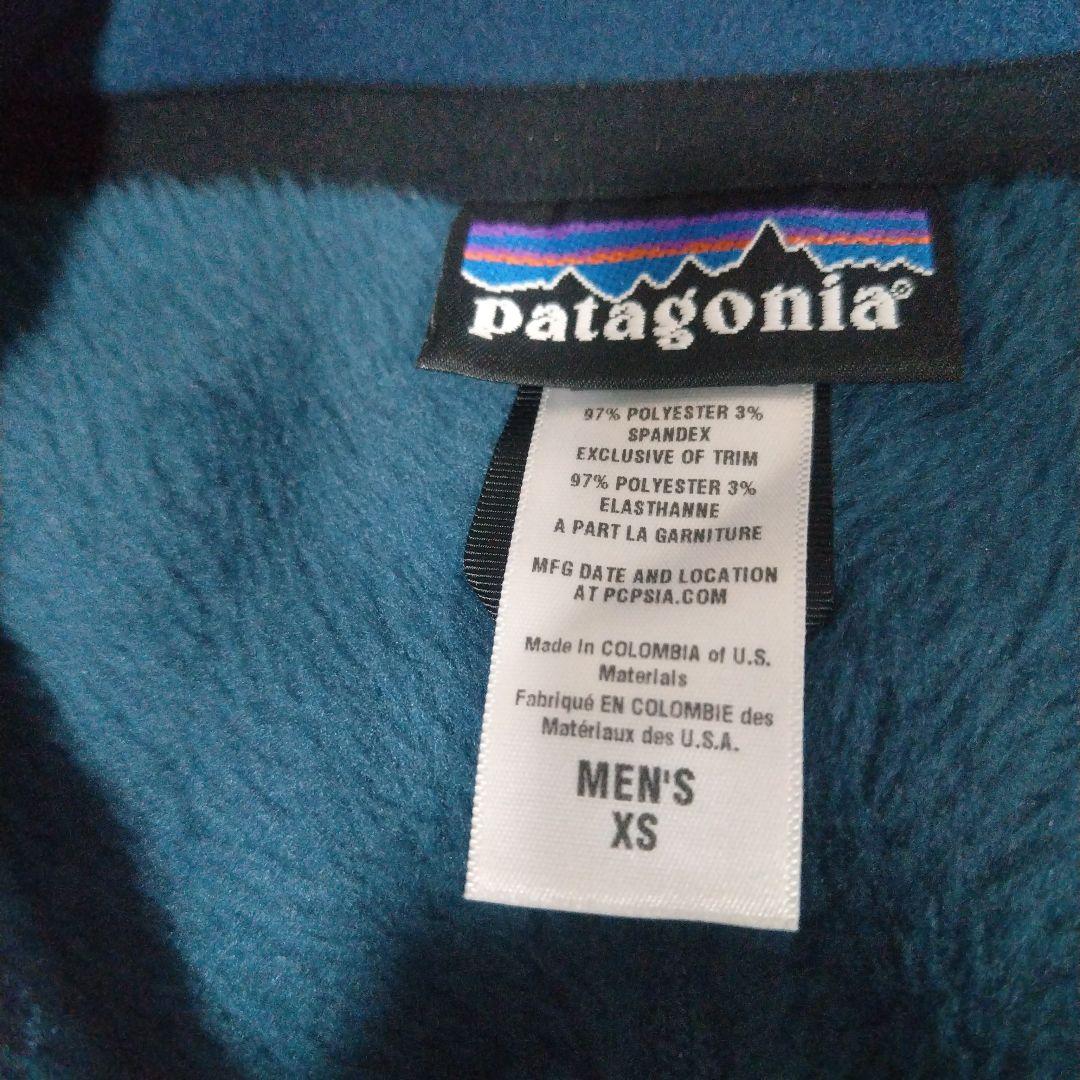 patagonia®
97% POLYESTER 3%
SPANDEX
EXCLUSIVE OF TRIM
97% POLYESTER 3%
ELASTHANNE
A PART LA GARNITURE
MFG DATE AND LOCATION
AT PCPSIA.COM
Made in COLOMBIA of U.S.
Materials
Fabriqué EN COLOMBIE des
Matériaux des U.S.A.
MEN'S
XS